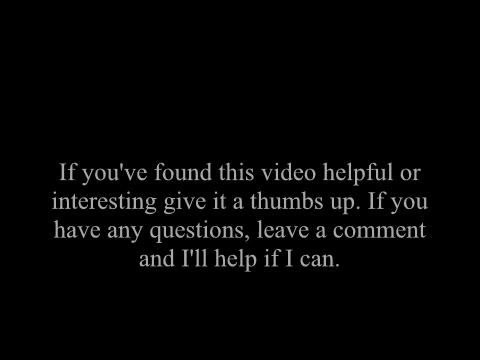 If you've found this video helpful or
interesting give it a thumbs up. If you
have any questions, leave a comment
and I'll help if I can.